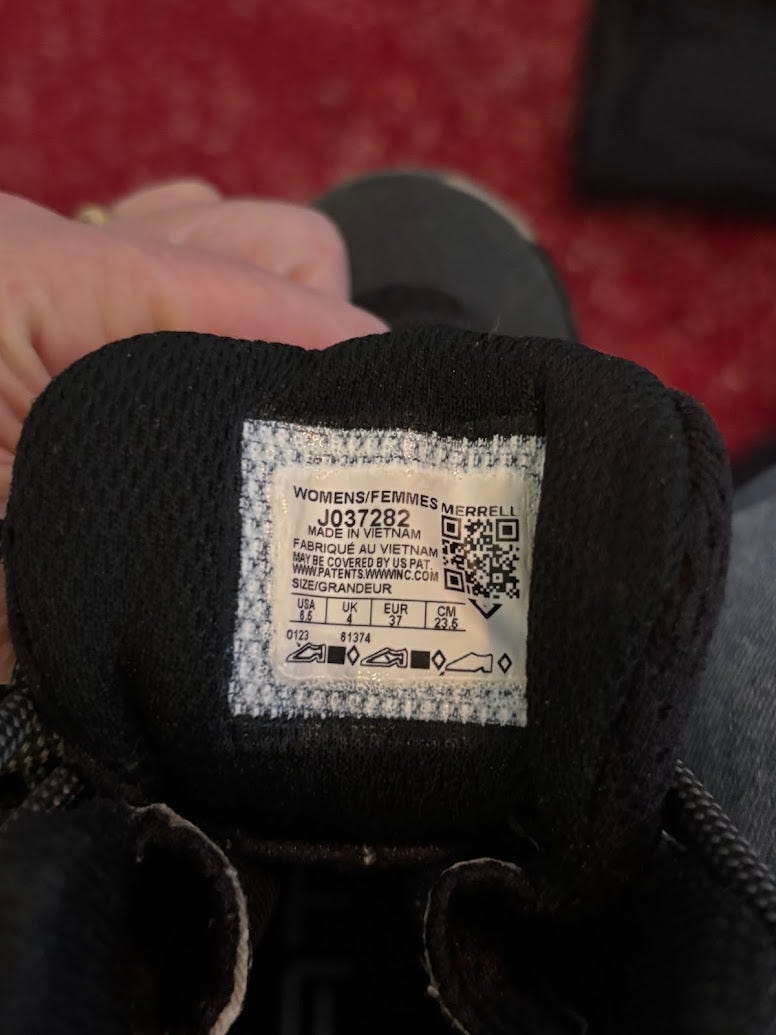 WOMENS/FEMMES
MERRELL
J037282
MADE IN VIETNAM
FABRIQUÉ AU VIETNAM
MAY BE COVERED BY US PAT.
WWW.PATENTS.WWWINC.COM
SIZE/GRANDEUR
USA UK EUR CM
6.5 4 37 23.5
0123 61374